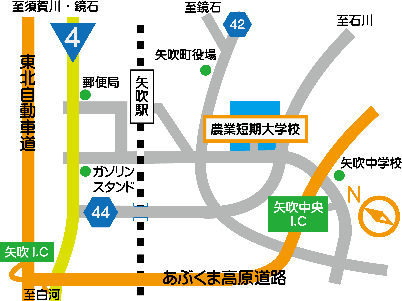 至須賀川・鏡石
至鏡石
至石川
4
42
矢吹町役場
東北自動車道
郵便局
矢吹駅
農業短期大学校
ガソリン
スタンド
矢吹中学校
44
矢吹中央
I.C
N
矢吹I.C
あぶくま高原道路
至白河